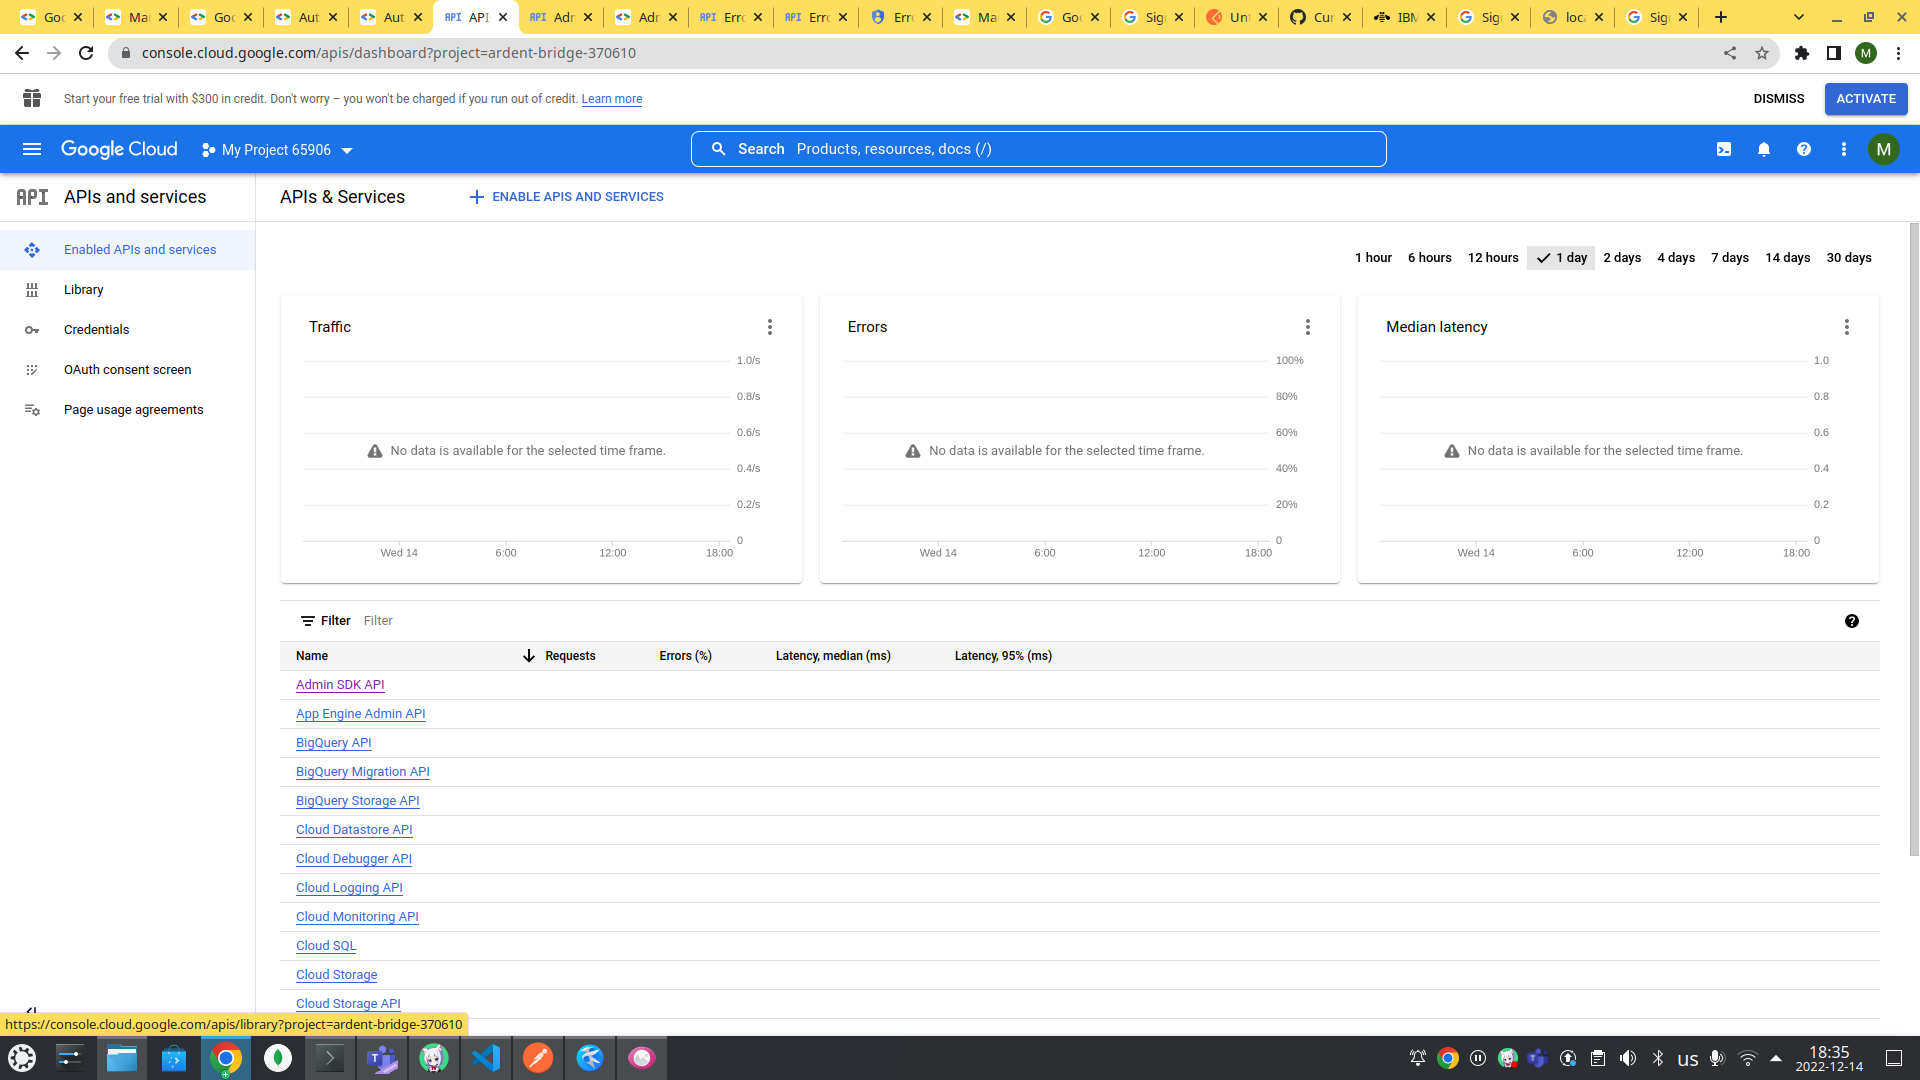 Goo Mar Goo Aut Aut API API API Adr Adr API Erro API Erro Erro Mar Goo Sign Unt Cur IBM Sign loca Sign
console.cloud.google.com/apis/dashboard?project=ardent-bridge-370610 M
Start your free trial with $300 in credit. Don't worry – you won't be charged if you run out of credit. Learn more DISMISS ACTIVATE
Google Cloud My Project 65906 Search Products, resources, docs (/) M
API APIs and services APIs & Services ENABLE APIS AND SERVICES
Enabled APIs and services
Library
Credentials
OAuth consent screen
Page usage agreements
1 hour 6 hours 12 hours 1 day 2 days 4 days 7 days 14 days 30 days
Traffic
1.0/s
0.8/s
0.6/s
No data is available for the selected time frame.
0.4/s
0.2/s
0
Wed 14 6:00 12:00 18:00
Errors
100%
80%
60%
No data is available for the selected time frame.
40%
20%
0
Wed 14 6:00 12:00 18:00
Median latency
1.0
0.8
0.6
No data is available for the selected time frame.
0.4
0.2
0
Wed 14 6:00 12:00 18:00
Filter Filter
Name Requests Errors (%) Latency, median (ms) Latency, 95% (ms)
Admin SDK API
App Engine Admin API
BigQuery API
BigQuery Migration API
BigQuery Storage API
Cloud Datastore API
Cloud Debugger API
Cloud Logging API
Cloud Monitoring API
Cloud SQL
Cloud Storage
Cloud Storage API
https://console.cloud.google.com/apis/library?project=ardent-bridge-370610
us 18:35
2022-12-14